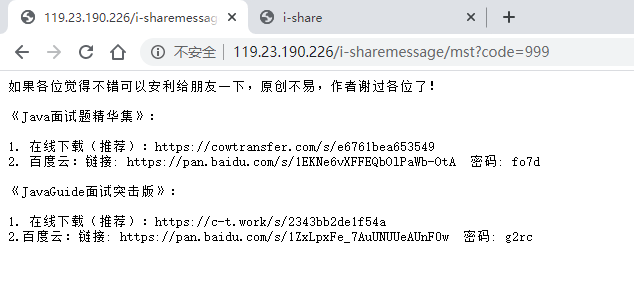 119.23.190.226/i-sharemessag
i-share
不安全 | 119.23.190.226/i-sharemessage/mst?code=999
如果各位觉得不错可以安利给朋友一下，原创不易，作者谢过各位了！
《Java面试题精华集》：
1. 在线下载（推荐）：https://cowtransfer.com/s/e6761bea653549
2. 百度云：链接: https://pan.baidu.com/s/1EKNe6vXFFEQbOlPaWb-OtA 密码: fo7d
《JavaGuide面试突击版》：
1. 在线下载（推荐）：https://c-t.work/s/2343bb2de1f54a
2.百度云：链接: https://pan.baidu.com/s/1ZxLpxFe_7AuUNUUeAUnF0w 密码: g2rc